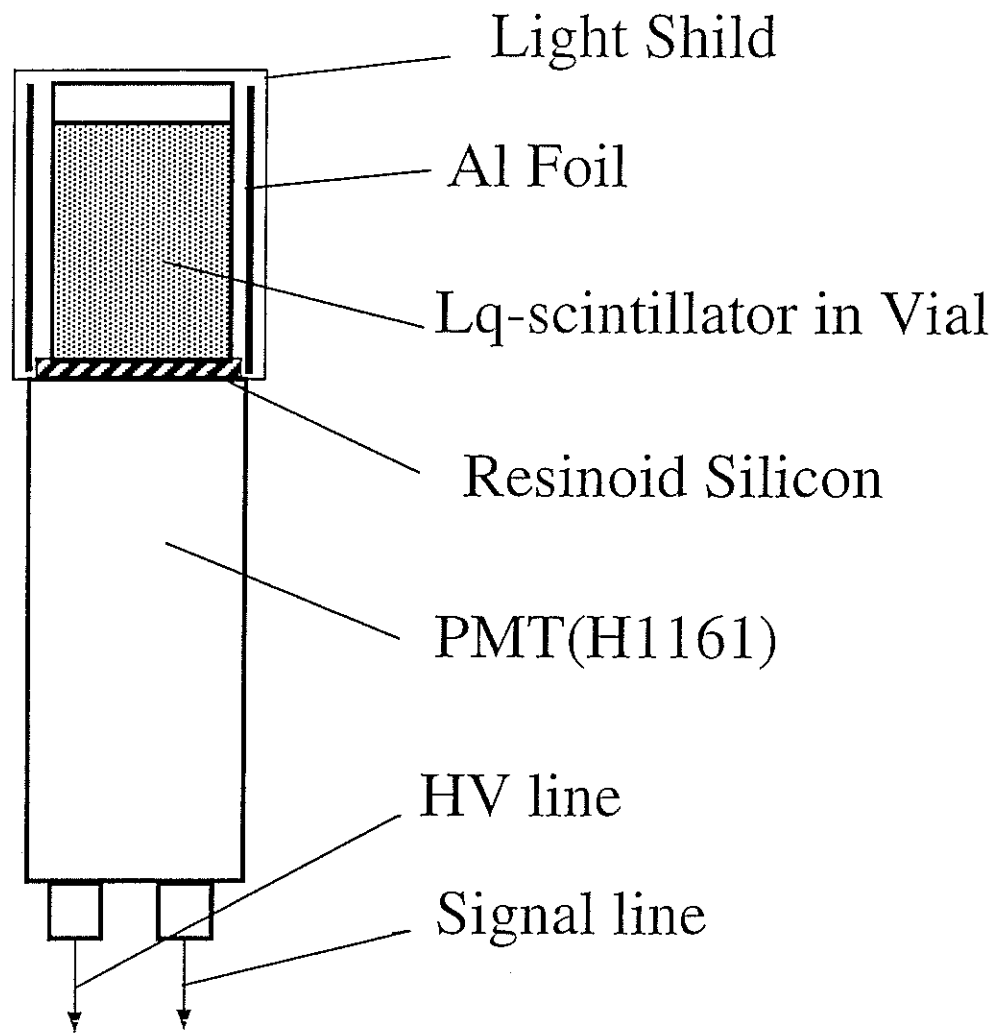 Light Shild
Al Foil
Lq-scintillator in Vial
Resinoid Silicon
PMT(H1161)
HV line
Signal line